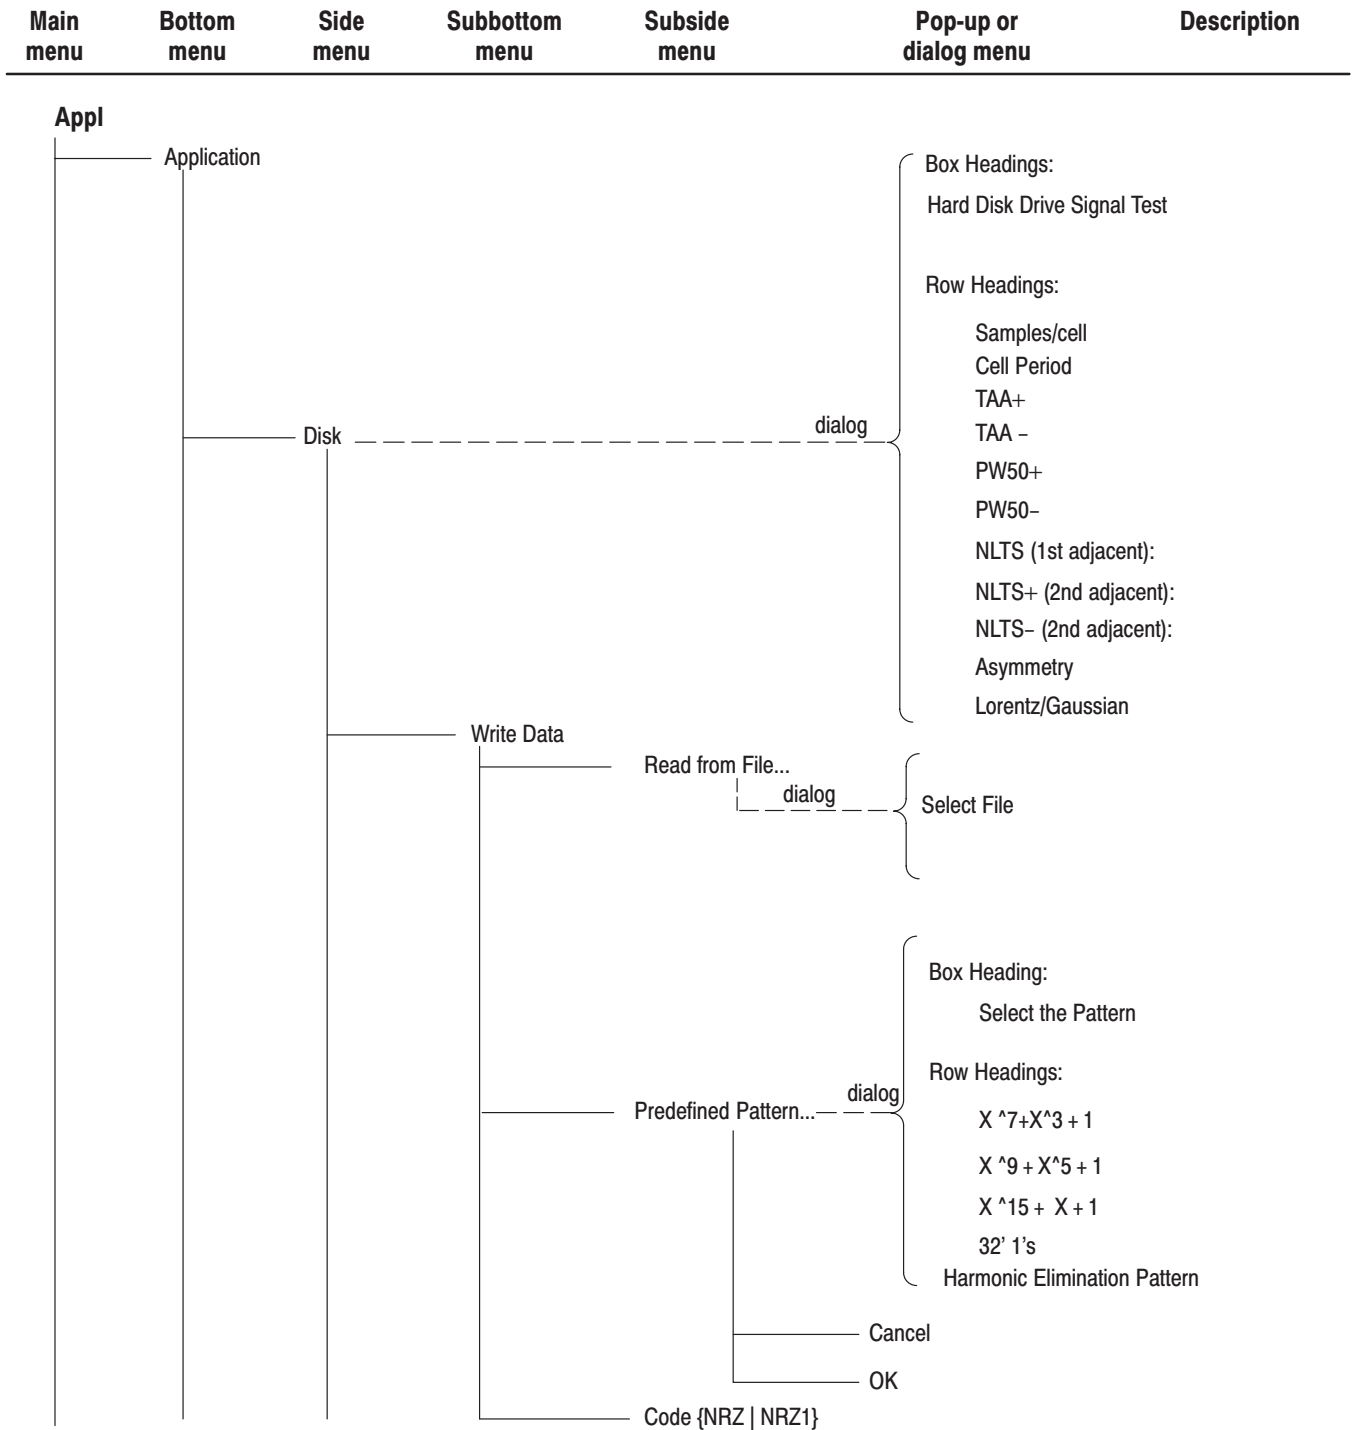 Main menu
Bottom menu
Side menu
Subbottom menu
Subside menu
Pop-up or dialog menu
Description
Appl
Application
Box Headings:
Hard Disk Drive Signal Test
Row Headings:
Samples/cell
Cell Period
TAA+
TAA –
Disk
dialog
PW50+
PW50–
NLTS (1st adjacent):
NLTS+ (2nd adjacent):
NLTS– (2nd adjacent):
Asymmetry
Lorentz/Gaussian
Write Data
Read from File...
dialog
Select File
Box Heading:
Select the Pattern
Row Headings:
Predefined Pattern...
dialog
X ^7+X^3 + 1
X ^9 + X^5 + 1
X ^15 + X + 1
32’ 1’s
Harmonic Elimination Pattern
Cancel
OK
Code {NRZ | NRZ1}